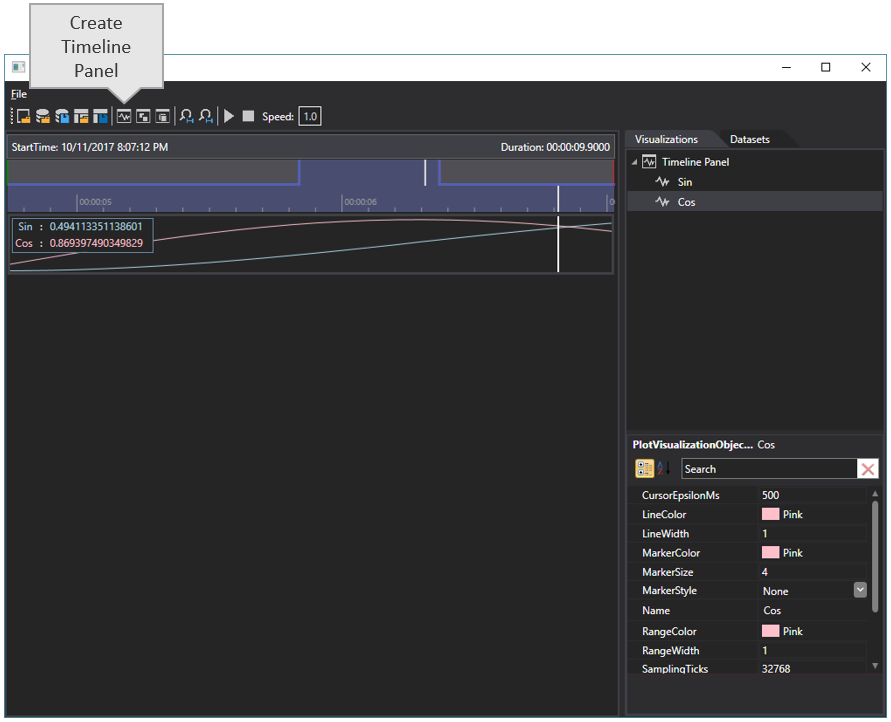 Create
Timeline
Panel
File
Speed: 1.0
StartTime: 10/11/2017 8:07:12 PM Duration: 00:00:09.9000
00:00:05 00:00:06
Sin : 0.494113351138601
Cos : 0.869397490349829
Visualizations Datasets
Timeline Panel
Sin
Cos
PlotVisualizationObjec... Cos
Search
CursorEpsilonMs 500
LineColor Pink
LineWidth 1
MarkerColor Pink
MarkerSize 4
MarkerStyle None
Name Cos
RangeColor Pink
RangeWidth 1
SamplingTicks 32768